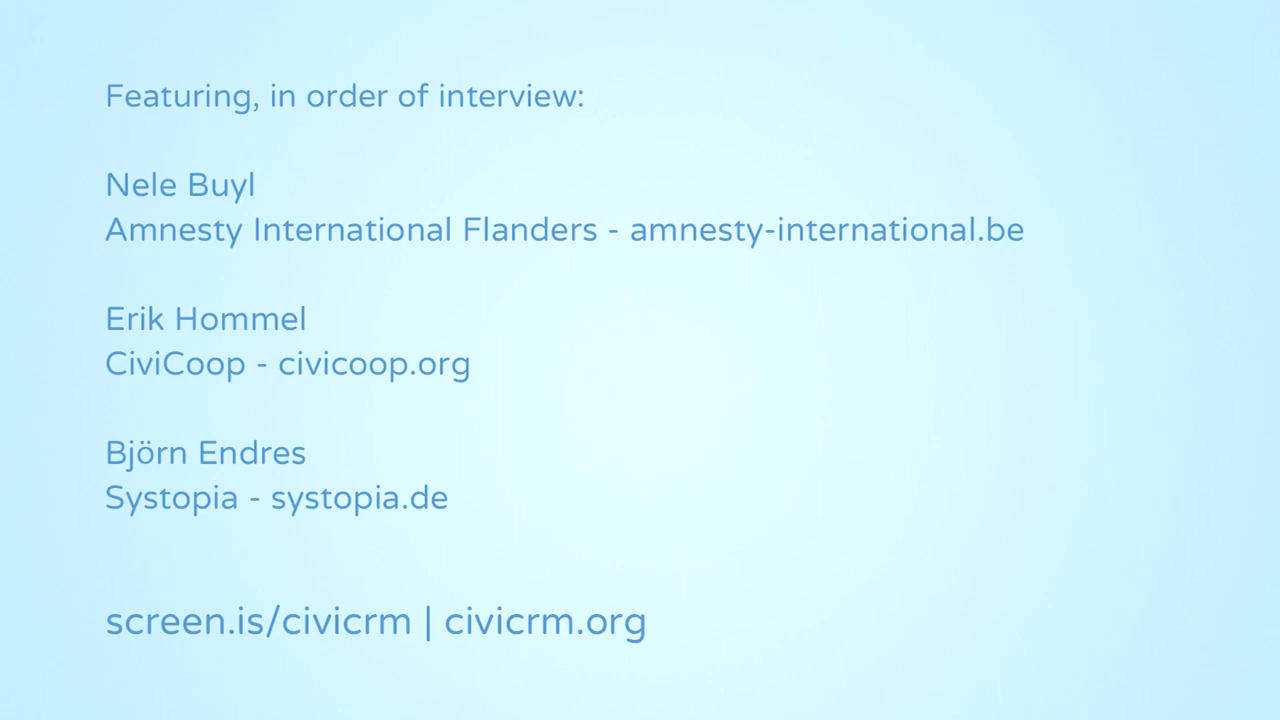 Featuring, in order of interview:
Nele Buyl
Amnesty International Flanders - amnesty-international.be
Erik Hommel
CiviCoop - civicoop.org
Björn Endres
Systopia - systopia.de
screen.is/civicrm | civicrm.org